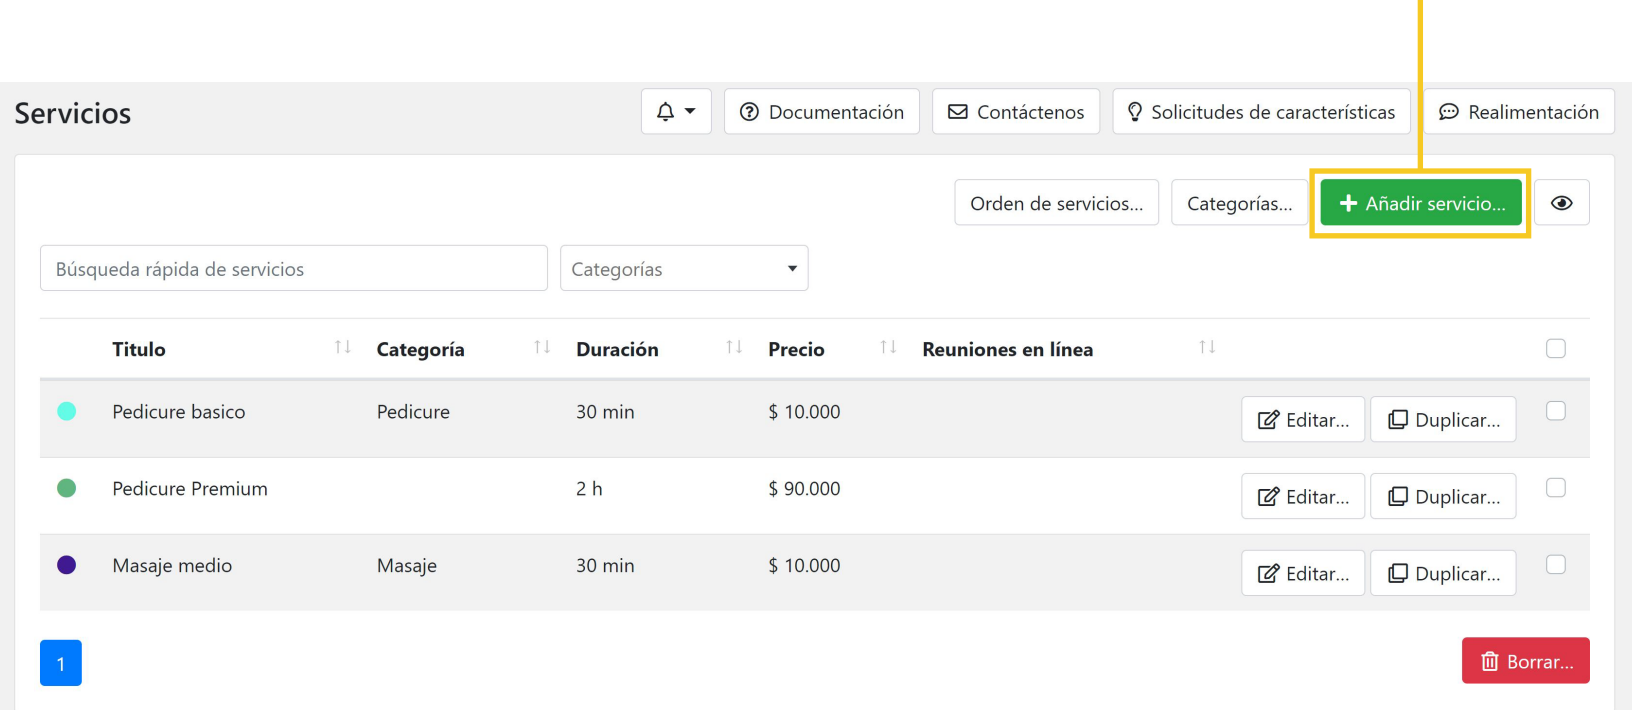 Servicios
Documentación
Contáctenos
Solicitudes de características
Realimentación
Orden de servicios...
Categorías...
Añadir servicio...
Búsqueda rápida de servicios
Categorías
Titulo Categoría Duración Precio Reuniones en línea
Pedicure basico Pedicure 30 min $ 10.000 Editar... Duplicar...
Pedicure Premium 2 h $ 90.000 Editar... Duplicar...
Masaje medio Masaje 30 min $ 10.000 Editar... Duplicar...
1
Borrar...